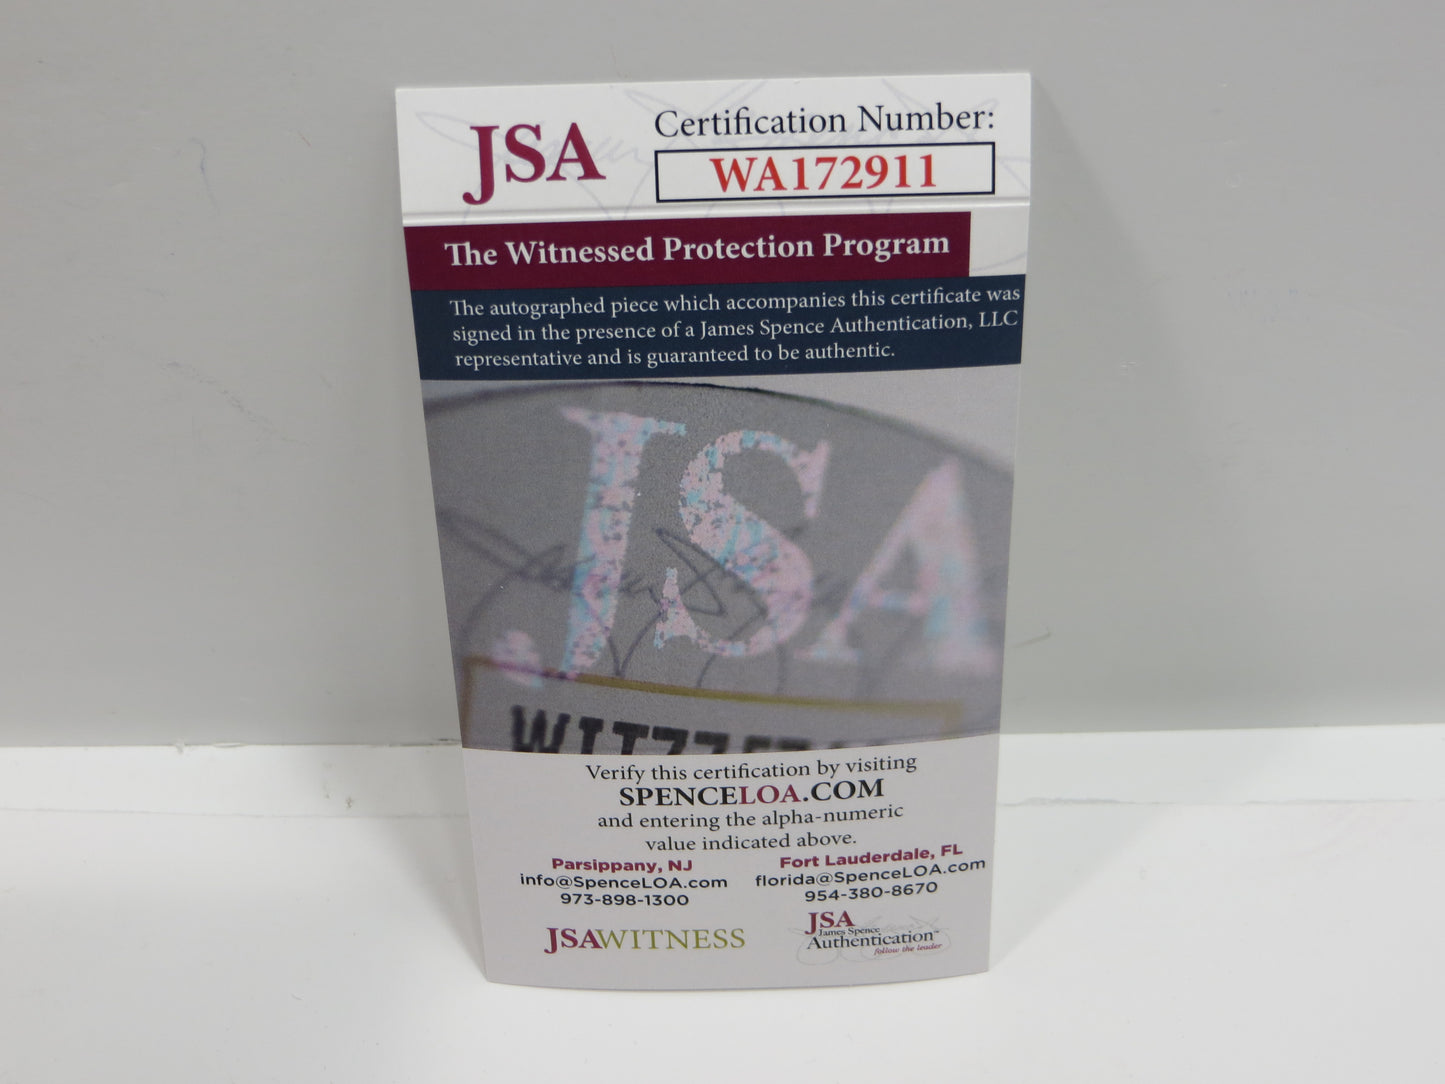 JSA
Certification Number:
WA172911
The Witnessed Protection Program
The autographed piece which accompanies this certificate was
signed in the presence of a James Spence Authentication, LLC
representative and is guaranteed to be authentic.
JSA
Verify this certification by visiting
SPENCELOA.COM
and entering the alpha-numeric
value indicated above.
Parsippany, NJ
info@SpenceLOA.com
973-898-1300
Fort Lauderdale, FL
florida@SpenceLOA.com
954-380-8670
JSAWITNESS
JSA
James Spence
Authentication™
follow the leader